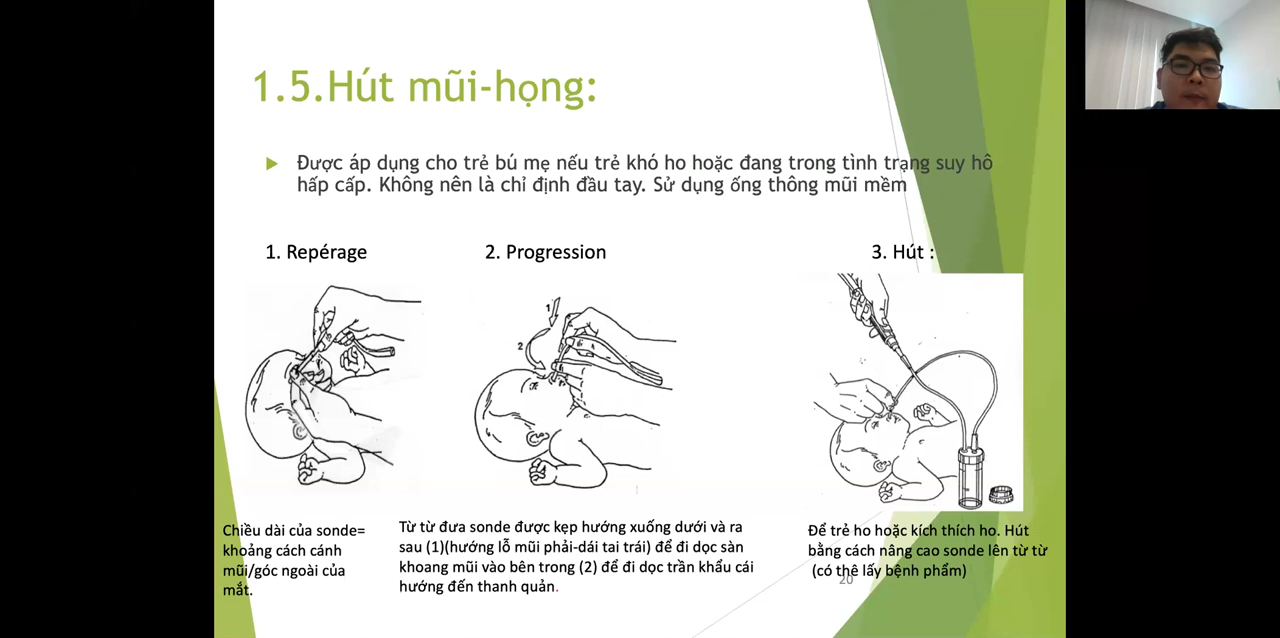 1.5.Hút mũi-họng:
Được áp dụng cho trẻ bú mẹ nếu trẻ khó ho hoặc đang trong tình trạng suy hô
hấp cấp. Không nên là chỉ định đầu tay. Sử dụng ống thông mũi mềm
1. Repérage
2. Progression
3. Hút :
1
2
Chiều dài của sonde=
khoảng cách cánh
mũi/góc ngoài của
mắt.
Từ từ đưa sonde được kẹp hướng xuống dưới và ra
sau (1)(hướng lỗ mũi phải-dái tai trái) để đi dọc sàn
khoang mũi vào bên trong (2) để đi dọc trần khẩu cái
hướng đến thanh quản.
Để trẻ ho hoặc kích thích ho. Hút
bằng cách nâng cao sonde lên từ từ
(có thê lấy bệnh phẩm)
20